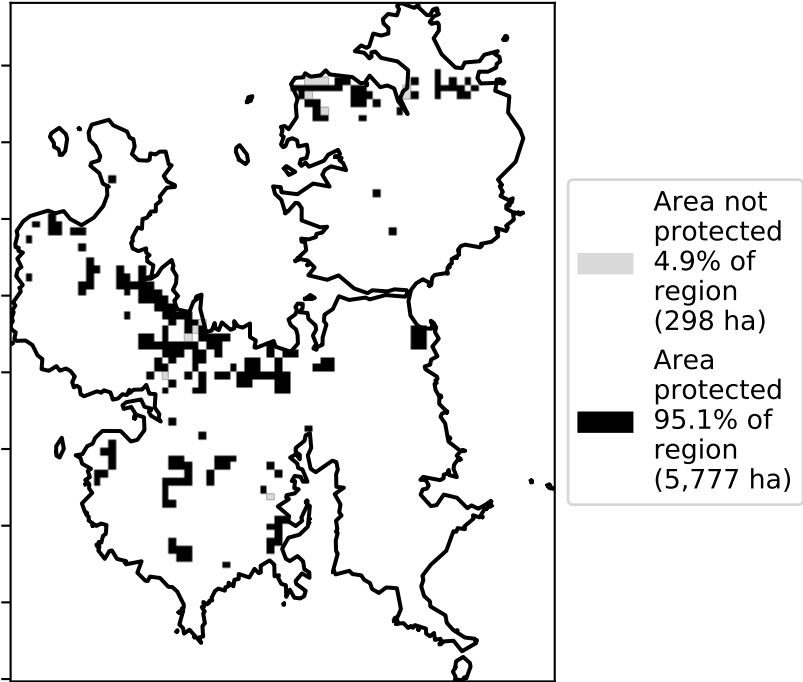 Area not
protected
4.9% of
region
(298 ha)
Area
protected
95.1% of
region
(5,777 ha)